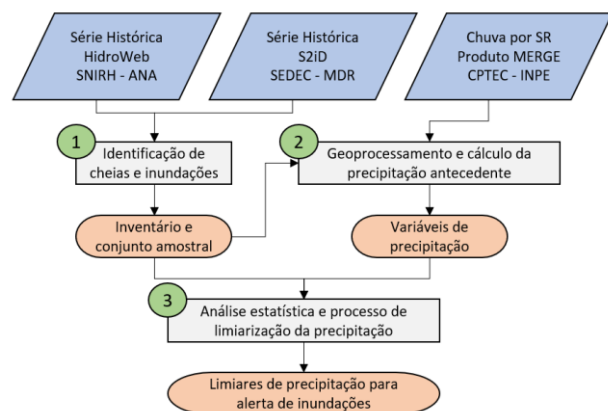 Série Histórica
HidroWeb
SNIRH - ANA
Série Histórica
S2iD
SEDEC - MDR
Chuva por SR
Produto MERGE
CPTEC - INPE
1
Identificação de
cheias e inundações
2
Geoprocessamento e cálculo da
precipitação antecedente
Inventário e
conjunto amostral
Variáveis de
precipitação
3
Análise estatística e processo de
limiarização da precipitação
Limiares de precipitação para
alerta de inundações